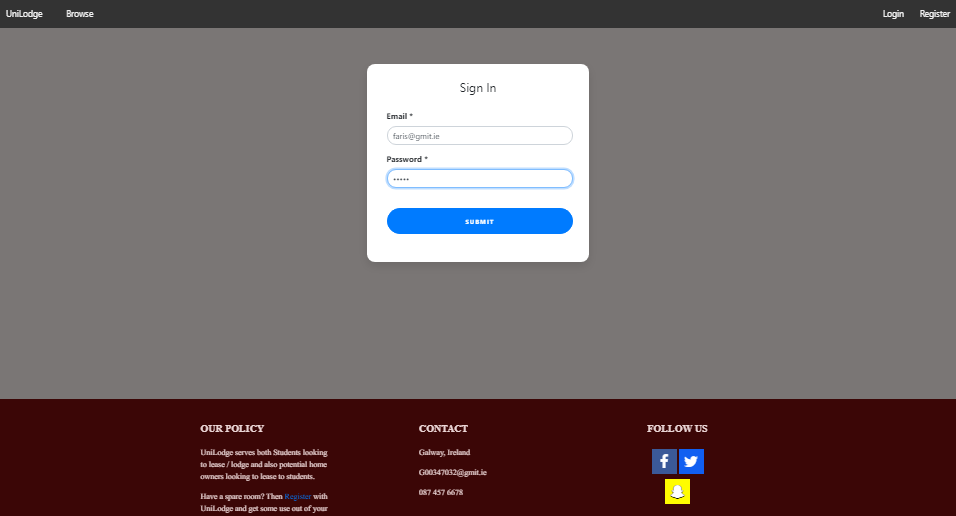 UniLodge Browse Login Register
Sign In
Email *
faris@gmit.ie
Password *
•••••
SUBMIT
OUR POLICY
UniLodge serves both Students looking
to lease / lodge and also potential home
owners looking to lease to students.
Have a spare room? Then Register with
UniLodge and get some use out of your
CONTACT
Galway, Ireland
G00347032@gmit.ie
087 457 6678
FOLLOW US